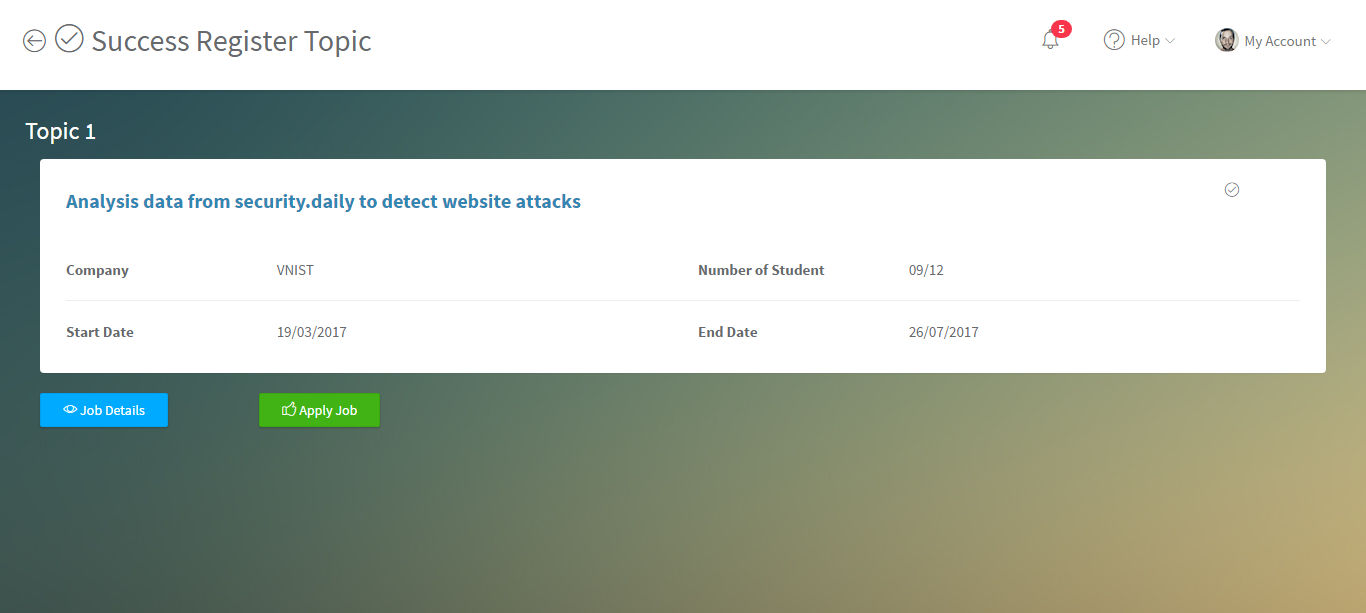 Success Register Topic
5
Help
My Account
Topic 1
Analysis data from security.daily to detect website attacks
Company VNIST Number of Student 09/12
Start Date 19/03/2017 End Date 26/07/2017
Job Details Apply Job